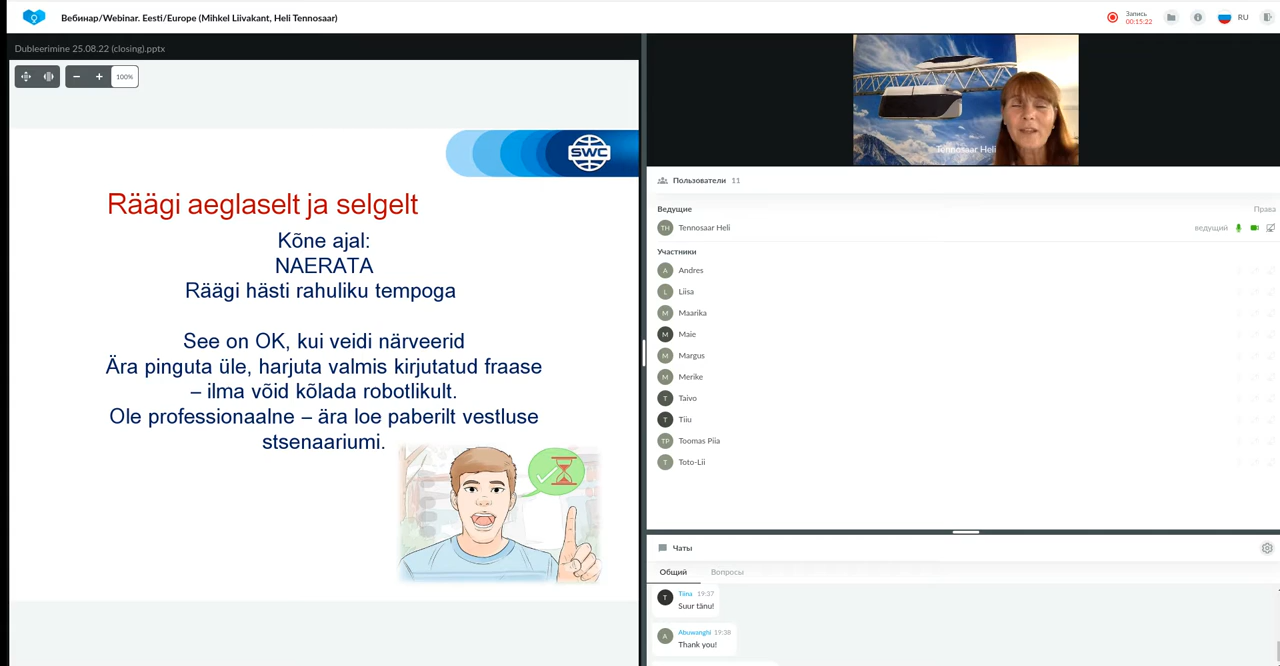 Вебинар/Webinar. Eesti/Europe (Mihkel Liivakant, Heli Tennosaar)
Запись
00:15:22
RU
Dubleerimine 25.08.22 (closing).pptx
100%
SWC
Räägi aeglaselt ja selgelt
Kõne ajal:
NAERATA
Räägi hästi rahuliku tempoga
See on OK, kui veidi närveerid
Ära pinguta üle, harjuta valmis kirjutatud fraase
– ilma võid kõlada robotlikult.
Ole professionaalne – ära loe paberilt vestluse
stsenaariumi.
Tennosaar Heli
Пользователи 11
Ведущие
Права
TH Tennosaar Heli
ведущий
Участники
A Andres
L Liisa
M Maarika
M Maie
M Margus
M Merike
T Taivo
T Tiiu
TP Toomas Piia
T Toto-Lii
Чаты
Общий
Вопросы
T Tiina 19:37
Suur tänu!
A Abuwanghi 19:38
Thank you!